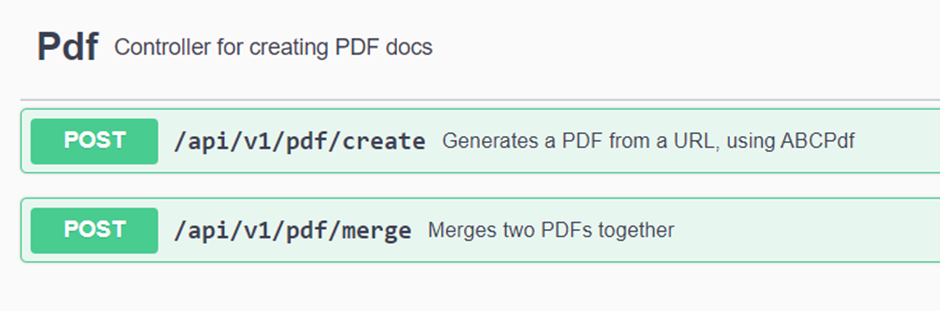 Pdf Controller for creating PDF docs
POST /api/v1/pdf/create Generates a PDF from a URL, using ABCPdf
POST /api/v1/pdf/merge Merges two PDFs together